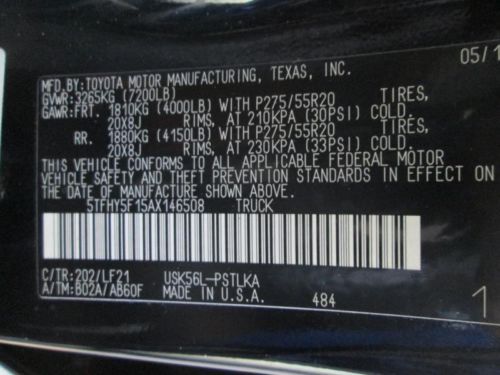 MFD.BY:TOYOTA MOTOR MANUFACTURING, TEXAS, INC. 05/1
GVWR:3265KG (7200LB)
GAWR:FRT. 1810KG (4000LB) WITH P275/55R20 TIRES,
20X8J RIMS, AT 210KPA (30PSI) COLD.
RR. 1880KG (4150LB) WITH P275/55R20 TIRES,
20X8J RIMS, AT 230KPA (33PSI) COLD.
THIS VEHICLE CONFORMS TO ALL APPLICABLE FEDERAL MOTOR
VEHICLE SAFETY AND THEFT PREVENTION STANDARDS IN EFFECT ON
THE DATE OF MANUFACTURE SHOWN ABOVE.
5TFHY5F15AX146508 TRUCK
C/TR:202/LF21 USK56L-PSTLKA
A/TM:B02A/AB60F MADE IN U.S.A. 484 1